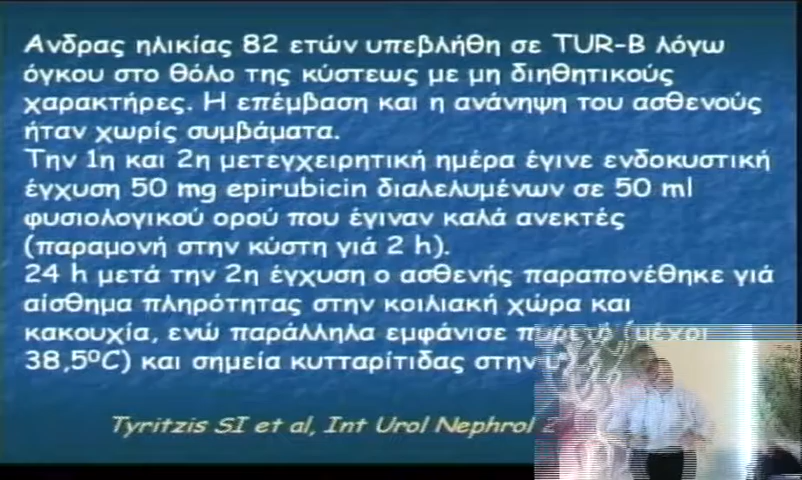 Ανδρας ηλικίας 82 ετών υπεβλήθη σε TUR-B λόγω
όγκου στο θόλο της κύστεως με μη διηθητικούς
χαρακτήρες. Η επέμβαση και η ανάνηψη του ασθενούς
ήταν χωρίς συμβάματα.
Την 1η και 2η μετεγχειρητική ημέρα έγινε ενδοκυστική
έγχυση 50 mg epirubicin διαλελυμένων σε 50 ml
φυσιολογικού ορού που έγιναν καλά ανεκτές
(παραμονή στην κύστη γιά 2 h).
24 h μετά την 2η έγχυση ο ασθενής παραπονέθηκε γιά
αίσθημα πληρότητας στην κοιλιακή χώρα και
κακουχία, ενώ παράλληλα εμφάνισε πυρετό (μέχρι
38,5ºC) και σημεία κυτταρίτιδας στην
Tyritzis SI et al, Int Urol Nephrol